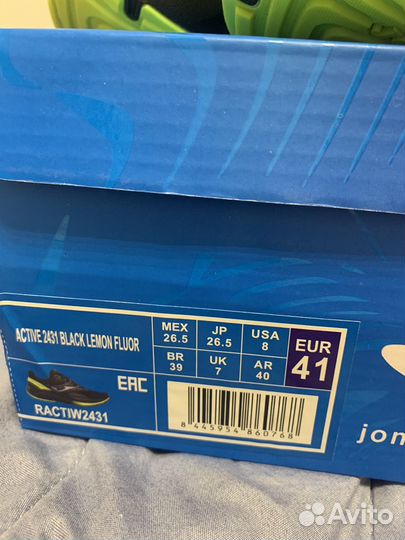 ACTIVE 2431 BLACK LEMON FLUOR
MEX 26.5
JP 26.5
USA 8
BR 39
UK 7
AR 40
EUR 41
EAC
RACTIW2431
8 445954 860768
jom
Avito